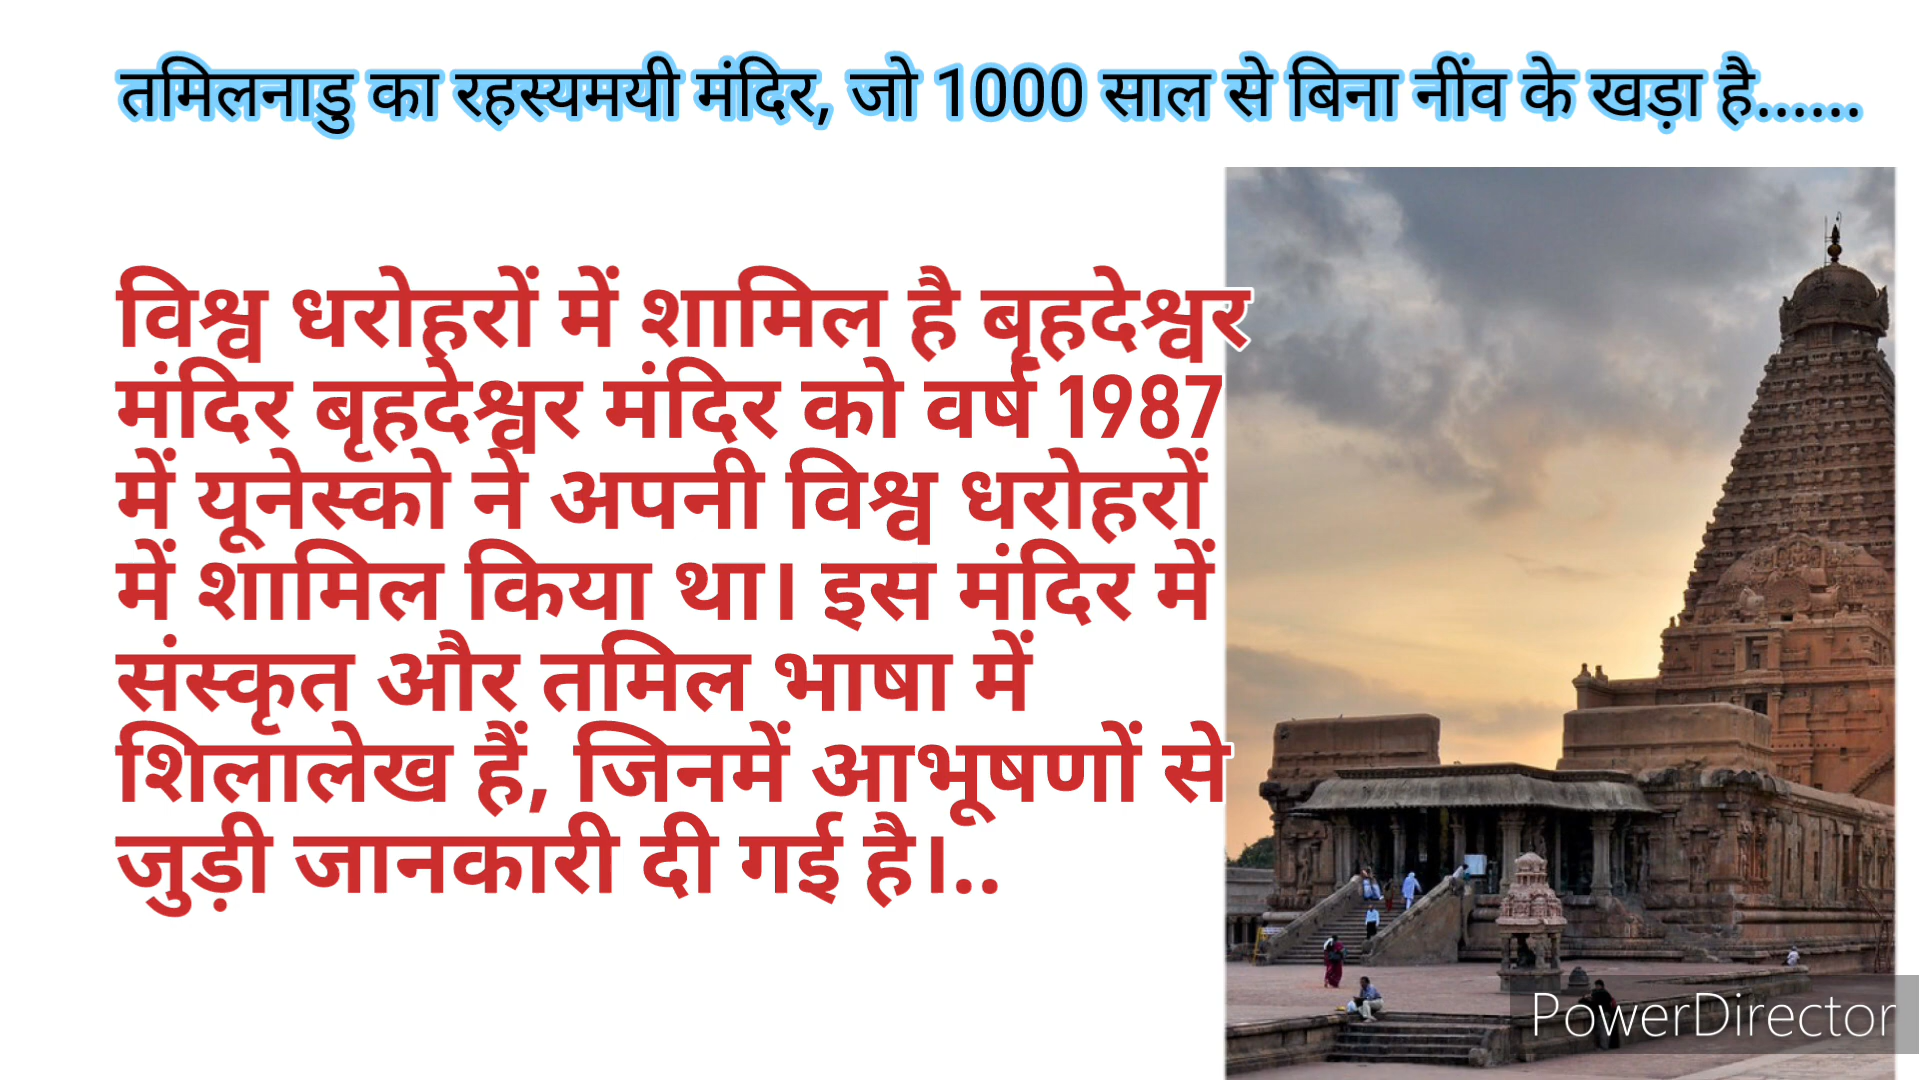 तमिलनाडु का रहस्यमयी मंदिर, जो 1000 साल से बिना नींव के खड़ा है......
विश्व धरोहरों में शामिल है बृहदेश्वर
मंदिर बृहदेश्वर मंदिर को वर्ष 1987
में यूनेस्को ने अपनी विश्व धरोहरों
में शामिल किया था। इस मंदिर में
संस्कृत और तमिल भाषा में
शिलालेख हैं, जिनमें आभूषणों से
जुड़ी जानकारी दी गई है।..
PowerDirector